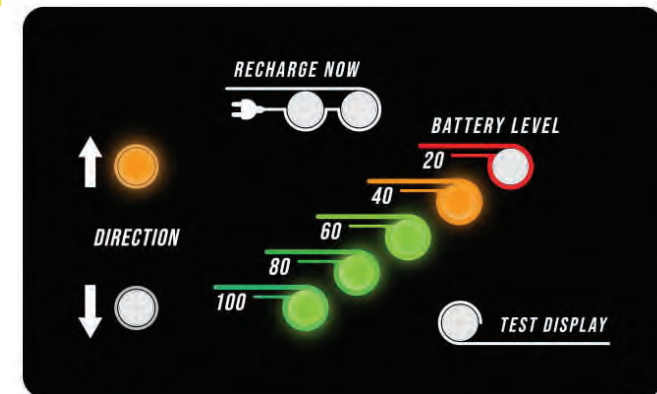 RECHARGE NOW
BATTERY LEVEL
20
40
60
DIRECTION
80
100
TEST DISPLAY